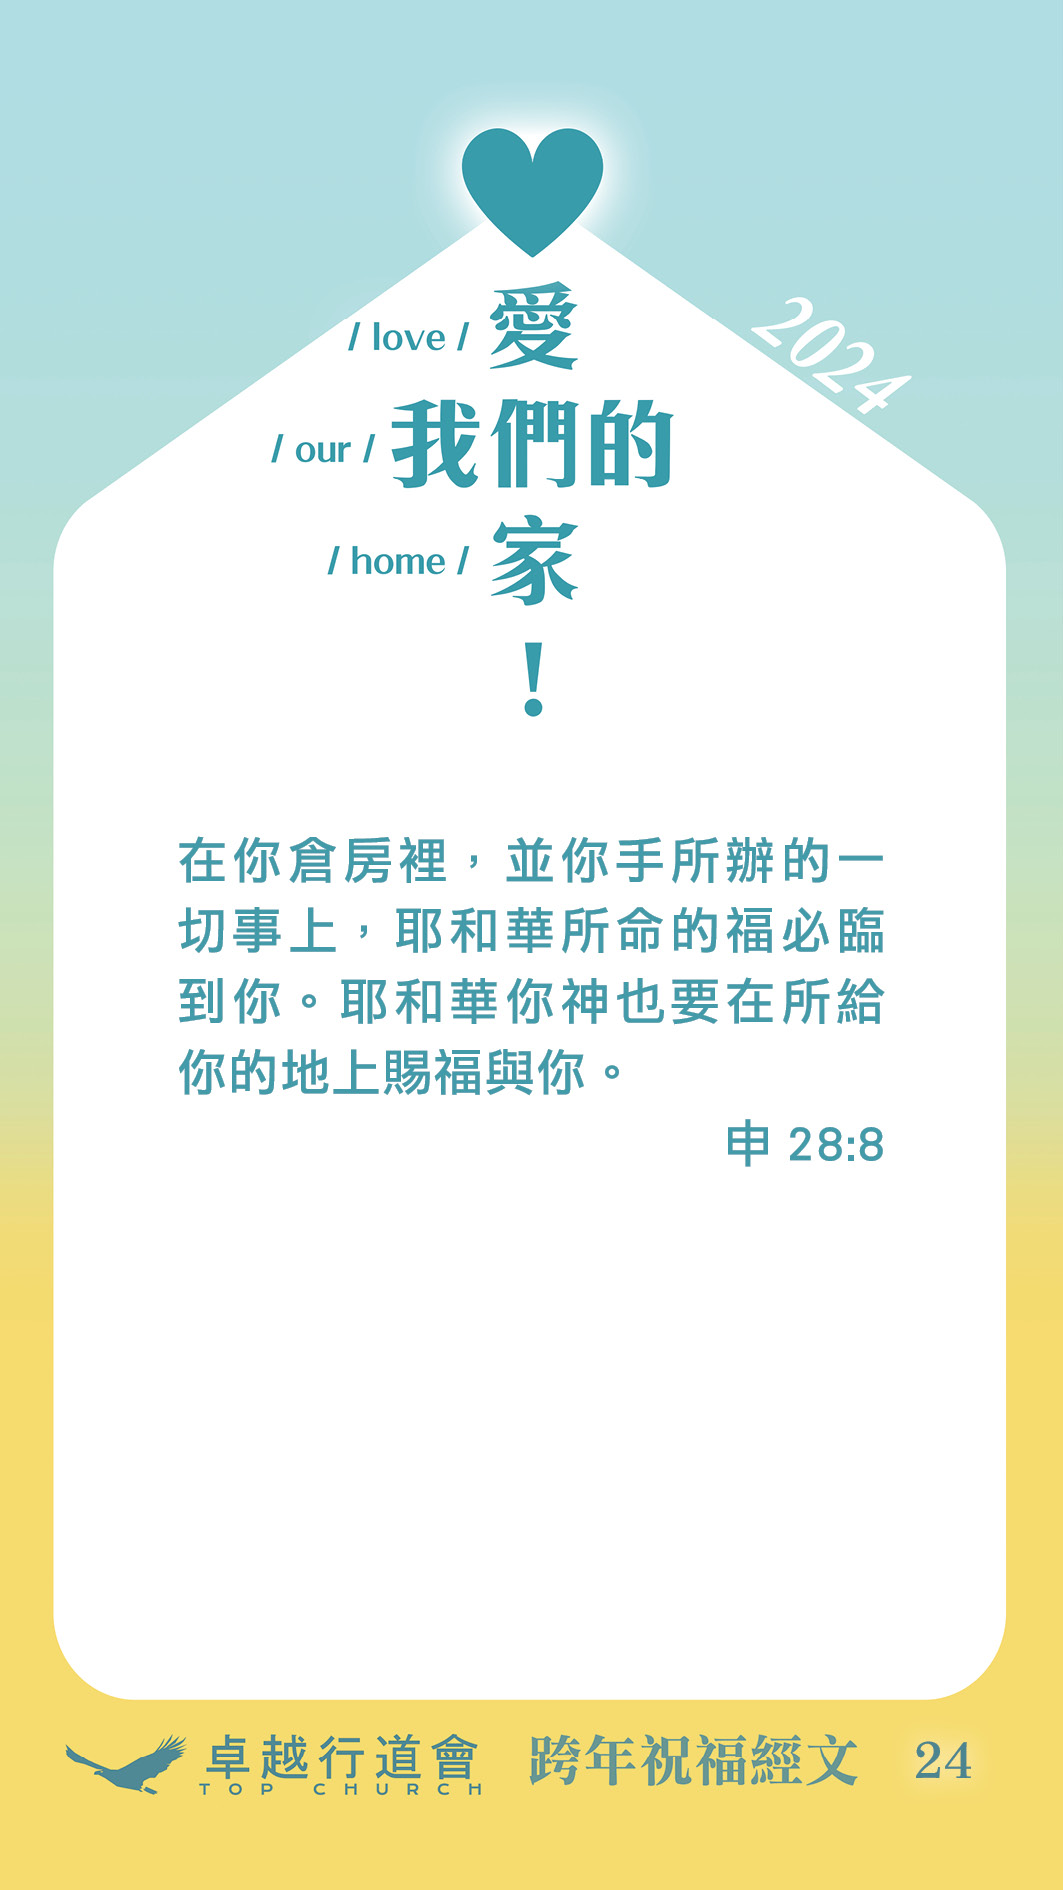 / love / 愛
2024
/ our / 我們的
/ home / 家
！
在你倉房裡，並你手所辦的一
切事上，耶和華所命的福必臨
到你。耶和華你神也要在所給
你的地上賜福與你。
申 28:8
卓越行道會 跨年祝福經文 24
TOP CHURCH